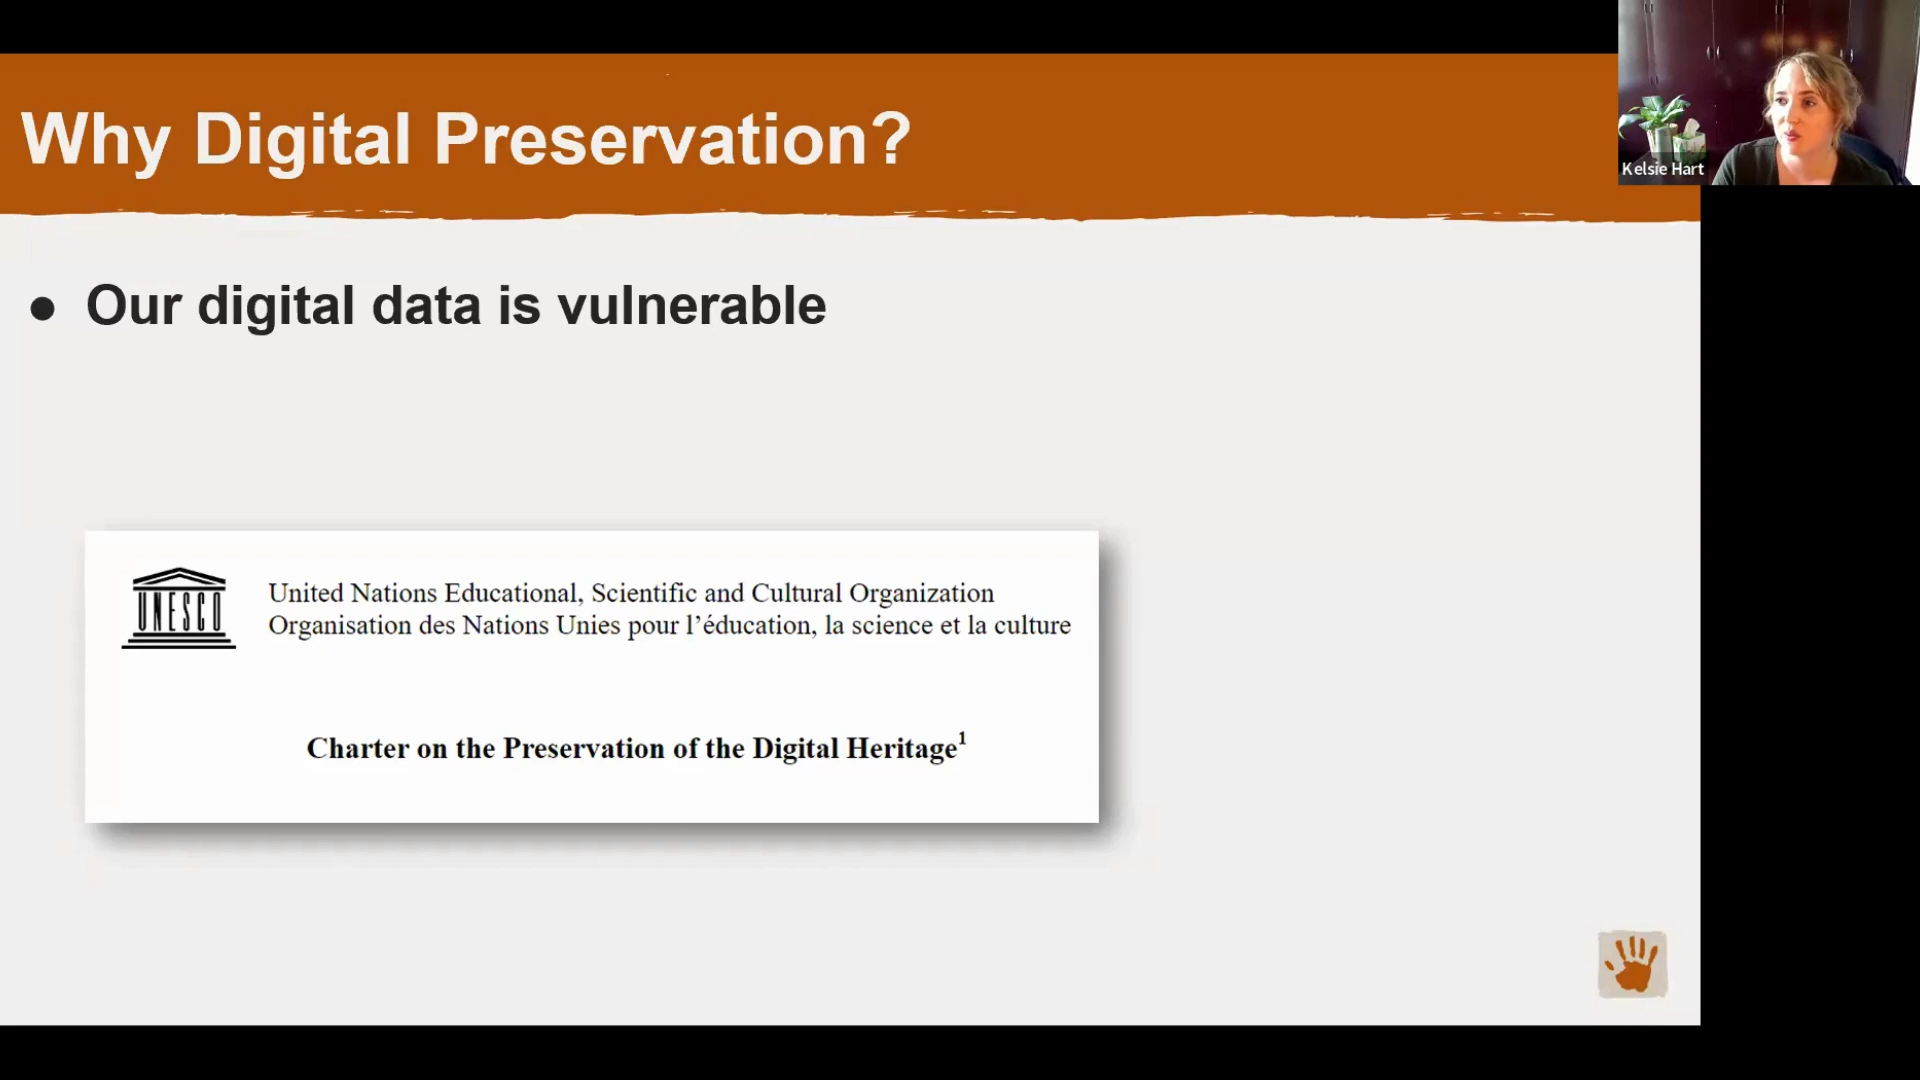 Why Digital Preservation?
Kelsie Hart
● Our digital data is vulnerable
UNESCO
United Nations Educational, Scientific and Cultural Organization
Organisation des Nations Unies pour l’éducation, la science et la culture
Charter on the Preservation of the Digital Heritage¹